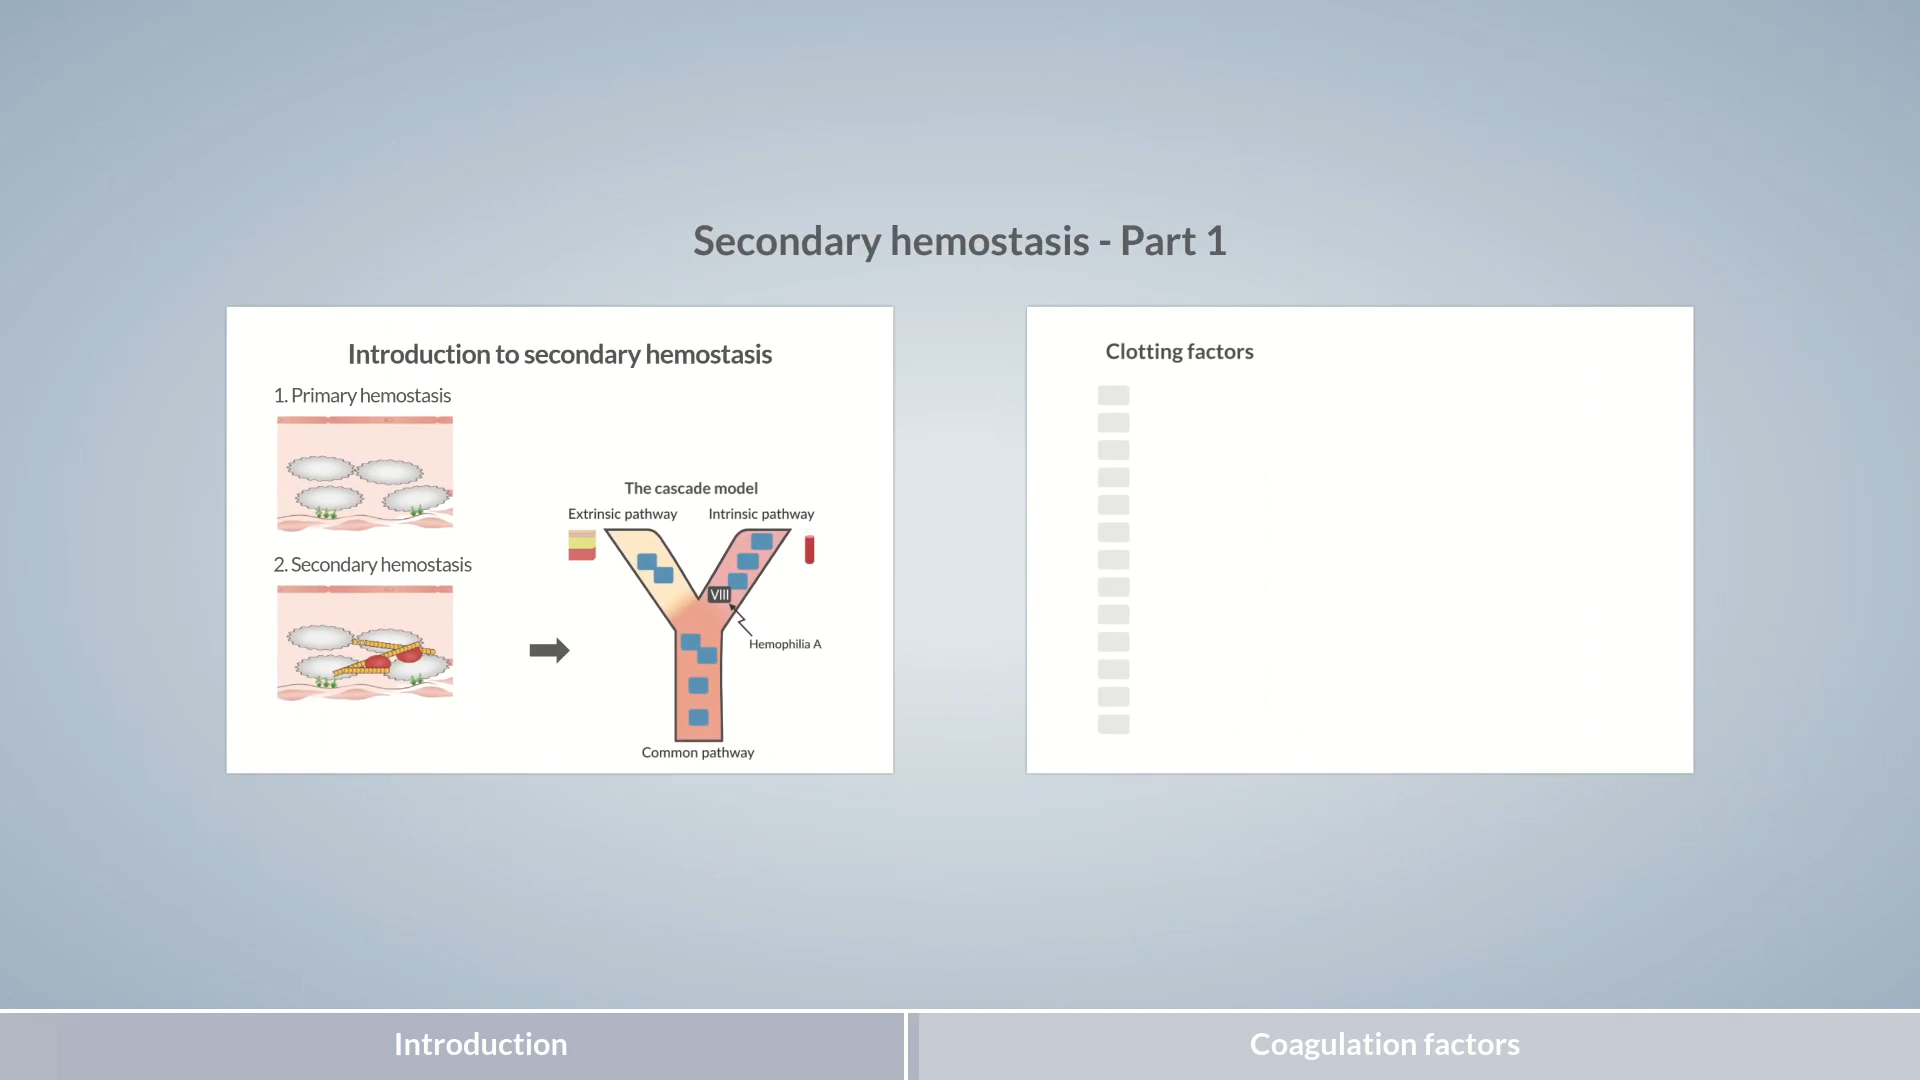 Secondary hemostasis - Part 1
Introduction to secondary hemostasis
1. Primary hemostasis
2. Secondary hemostasis
The cascade model
Extrinsic pathway
Intrinsic pathway
VIII
Hemophilia A
Common pathway
Clotting factors
Introduction
Coagulation factors